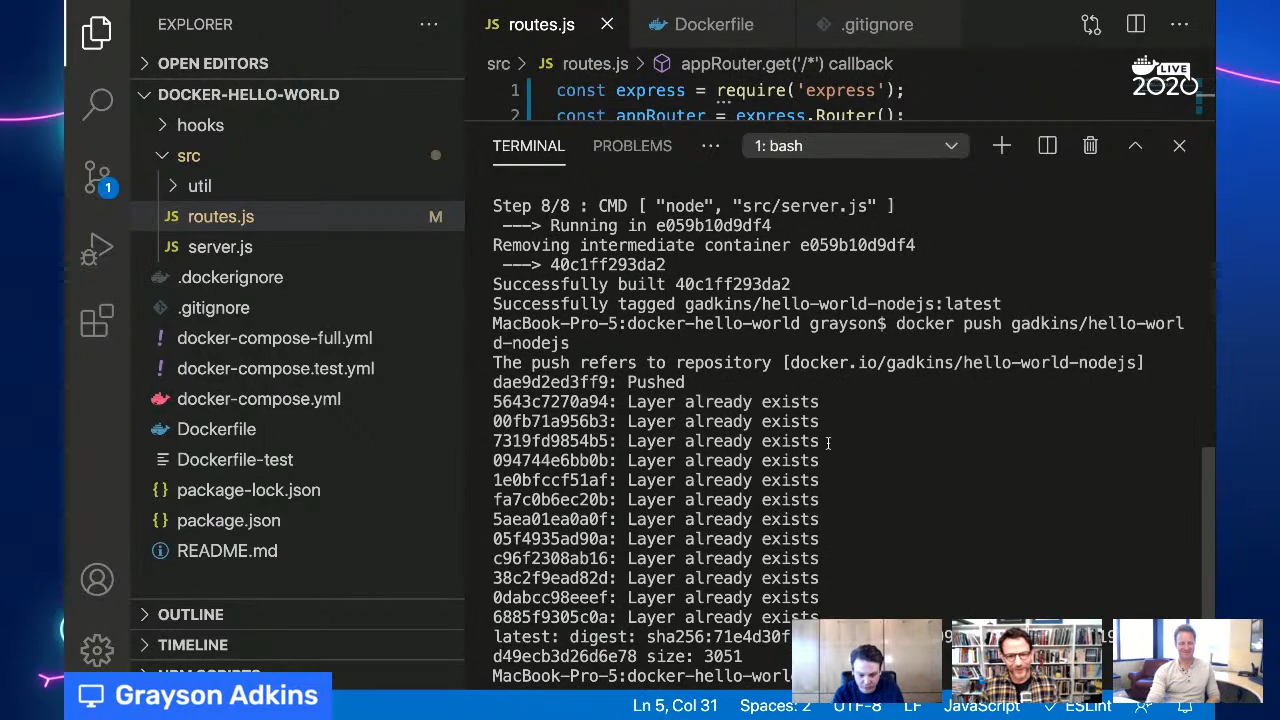 EXPLORER
OPEN EDITORS
DOCKER-HELLO-WORLD
hooks
src
util
JS routes.js M
JS server.js
.dockerignore
.gitignore
! docker-compose-full.yml
! docker-compose.test.yml
docker-compose.yml
Dockerfile
Dockerfile-test
{} package-lock.json
{} package.json
README.md
OUTLINE
TIMELINE
1
JS routes.js
Dockerfile
.gitignore
src > JS routes.js > appRouter.get('/*') callback
LIVE
2020
1 const express = require('express');
2 const appRouter = express.Router();
TERMINAL PROBLEMS 1: bash
Step 8/8 : CMD [ "node", "src/server.js" ]
---> Running in e059b10d9df4
Removing intermediate container e059b10d9df4
---> 40c1ff293da2
Successfully built 40c1ff293da2
Successfully tagged gadkins/hello-world-nodejs:latest
MacBook-Pro-5:docker-hello-world grayson$ docker push gadkins/hello-worl
d-nodejs
The push refers to repository [docker.io/gadkins/hello-world-nodejs]
dae9d2ed3ff9: Pushed
5643c7270a94: Layer already exists
00fb71a956b3: Layer already exists
7319fd9854b5: Layer already exists
094744e6bb0b: Layer already exists
1e0bfccf51af: Layer already exists
fa7c0b6ec20b: Layer already exists
5aea01ea0a0f: Layer already exists
05f4935ad90a: Layer already exists
c96f2308ab16: Layer already exists
38c2f9ead82d: Layer already exists
0dabcc98eeef: Layer already exists
6885f9305c0a: Layer already exists
latest: digest: sha256:71e4d30f
d49ecb3d26d6e78 size: 3051
MacBook-Pro-5:docker-hello-worl
Grayson Adkins
Ln 5, Col 31 Spaces: 2 UTF-8 LF JavaScript ESLint